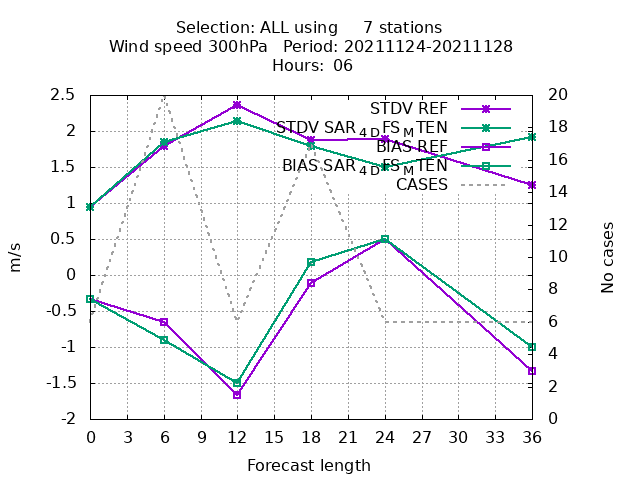 Selection: ALL using 7 stations
Wind speed 300hPa Period: 20211124-20211128
Hours: 06
STDV REF
STDV SAR4DFSMTEN
BIAS REF
BIAS SAR4DFSMTEN
CASES
2.5
2
1.5
1
0.5
0
-0.5
-1
-1.5
-2
m/s
20
18
16
14
12
10
8
6
4
2
0
No cases
0 3 6 9 12 15 18 21 24 27 30 33 36
Forecast length